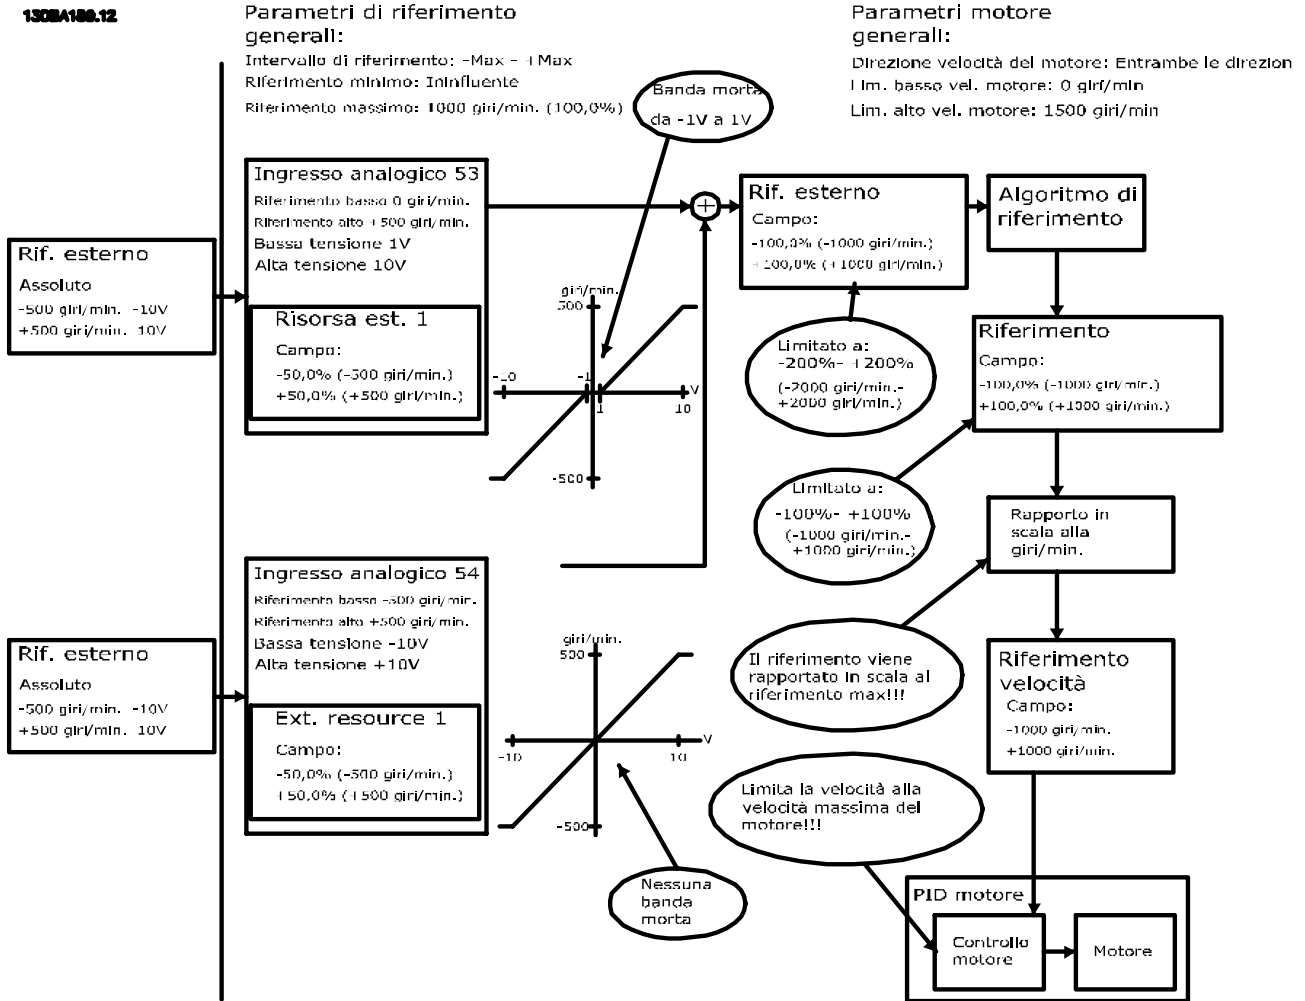 130BA186.12
Parametri di riferimento
generali:
Intervallo di riferimento: -Max - +Max
Riferimento minimo: Ininfluente
Riferimento massimo: 1000 giri/min. (100,0%)
Parametri motore
generali:
Direzione velocità del motore: Entrambe le direzion
Lim. basso vel. motore: 0 giri/min
Lim. alto vel. motore: 1500 giri/min
Banda morta
da -1V a 1V
Rif. esterno
Assoluto
-500 giri/min. -10V
+500 giri/min. 10V
Ingresso analogico 53
Riferimento basso 0 giri/min.
Riferimento alto +500 giri/min.
Bassa tensione 1V
Alta tensione 10V
Risorsa est. 1
Campo:
-50,0% (-500 giri/min.)
+50,0% (+500 giri/min.)
giri/min.
500
-10
-1
V
1
10
-500
+
Rif. esterno
Campo:
-100,0% (-1000 giri/min.)
+100,0% (+1000 giri/min.)
Algoritmo di
riferimento
Limitato a:
-200%- +200%
(-2000 giri/min.-
+2000 giri/min.)
Riferimento
Campo:
-100,0% (-1000 giri/min.)
+100,0% (+1000 giri/min.)
Limitato a:
-100%- +100%
(-1000 giri/min.-
+1000 giri/min.)
Rapporto in
scala alla
giri/min.
Rif. esterno
Assoluto
-500 giri/min. -10V
+500 giri/min. 10V
Ingresso analogico 54
Riferimento basso -500 giri/min.
Riferimento alto +500 giri/min.
Bassa tensione -10V
Alta tensione +10V
Ext. resource 1
Campo:
-50,0% (-500 giri/min.)
+50,0% (+500 giri/min.)
giri/min.
500
V
-10
10
-500
Nessuna
banda
morta
Il riferimento viene
rapportato in scala al
riferimento max!!!
Riferimento
velocità
Campo:
-1000 giri/min.
+1000 giri/min.
Limita la velocità alla
velocità massima del
motore!!!
PID motore
Controllo
motore
Motore